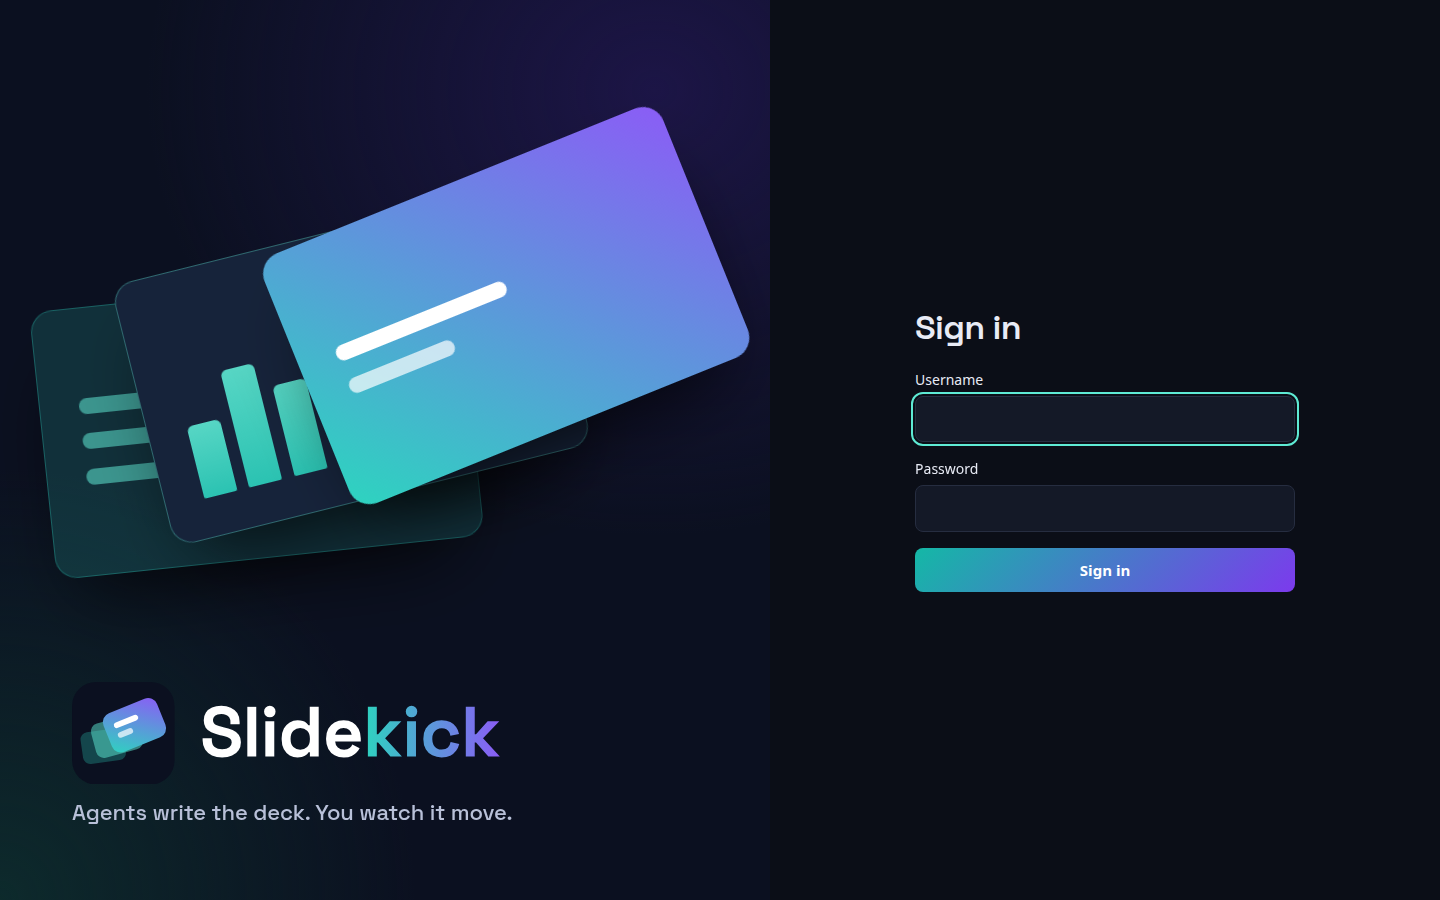 Slidekick
Agents write the deck. You watch it move.
Sign in
Username
Password
Sign in